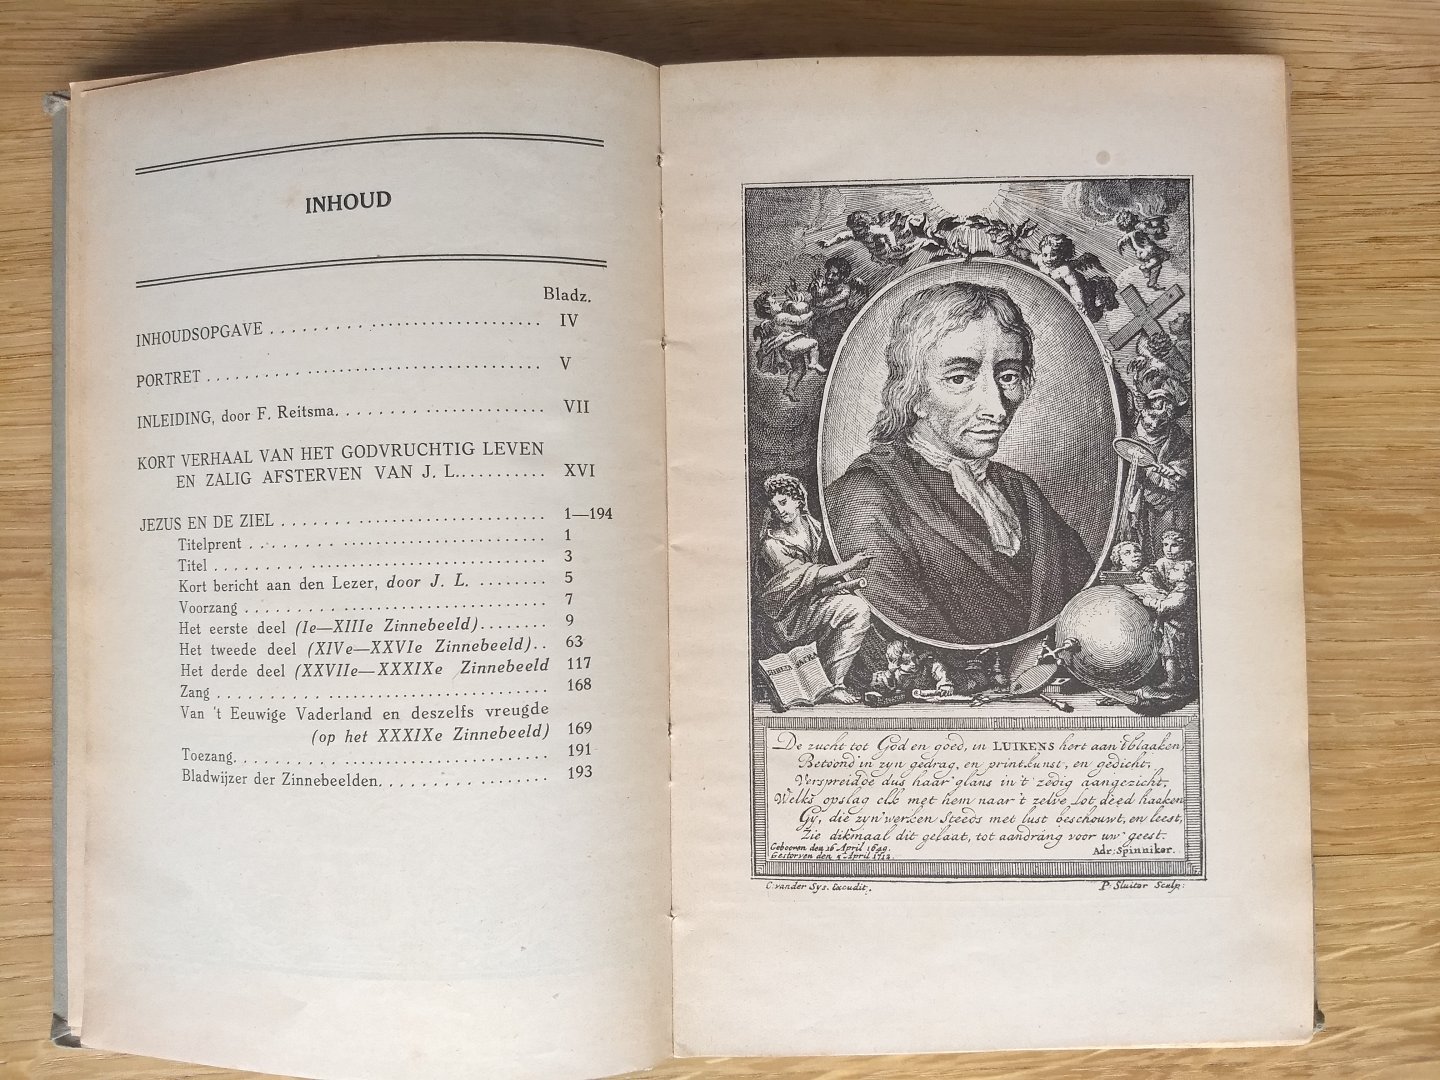 INHOUD
Bladz.
INHOUDSOPGAVE . . . . . . . . . . . . . . . . . . . . . . . . . . . . . . IV
PORTRET . . . . . . . . . . . . . . . . . . . . . . . . . . . . . . . . . . . . V
INLEIDING, door F. Reitsma. . . . . . . . . . . . . . . . . . . . . . VII
KORT VERHAAL VAN HET GODVRUCHTIG LEVEN
EN ZALIG AFSTERVEN VAN J. L. . . . . . . . . . . XVI
JEZUS EN DE ZIEL . . . . . . . . . . . . . . . . . . . . . . . . . . . . 1—194
Titelprent . . . . . . . . . . . . . . . . . . . . . . . . . . . . . . . 1
Titel . . . . . . . . . . . . . . . . . . . . . . . . . . . . . . . . . . . 3
Kort bericht aan den Lezer, door J. L. . . . . . . . . 5
Voorzang . . . . . . . . . . . . . . . . . . . . . . . . . . . . . . . 7
Het eerste deel (Ie—XIIIe Zinnebeeld) . . . . . . . . 9
Het tweede deel (XIVe—XXVIe Zinnebeeld) . . 63
Het derde deel (XXVIIe—XXXIXe Zinnebeeld 117
Zang . . . . . . . . . . . . . . . . . . . . . . . . . . . . . . . . . . 168
Van 't Eeuwige Vaderland en deszelfs vreugde
(op het XXXIXe Zinnebeeld) 169
Toezang. . . . . . . . . . . . . . . . . . . . . . . . . . . . . . . . 191
Bladwijzer der Zinnebeelden. . . . . . . . . . . . . . . . 193
BIBLIA SACRA
De zucht tot God en goed, in LUIKENS hert aan 't blaaken,
Betoond in zyn gedrag, en printkunst, en gedicht;
Verspreidde dus haar glans in 't zedig aangezicht,
Welks opslag elk met hem naar 't zelve Lot deed haaken
Gy, die zyn werken steeds met lust beschouwt, en leest,
Zie dikmaal dit gelaat, tot aandrang voor uw geest.
Gebooren den 16 April 1649.
Gestorven den 5 April 1712.
Adr: Spinniker.
C. vander Sys. Excudit.
P. Sluiter Sculp: